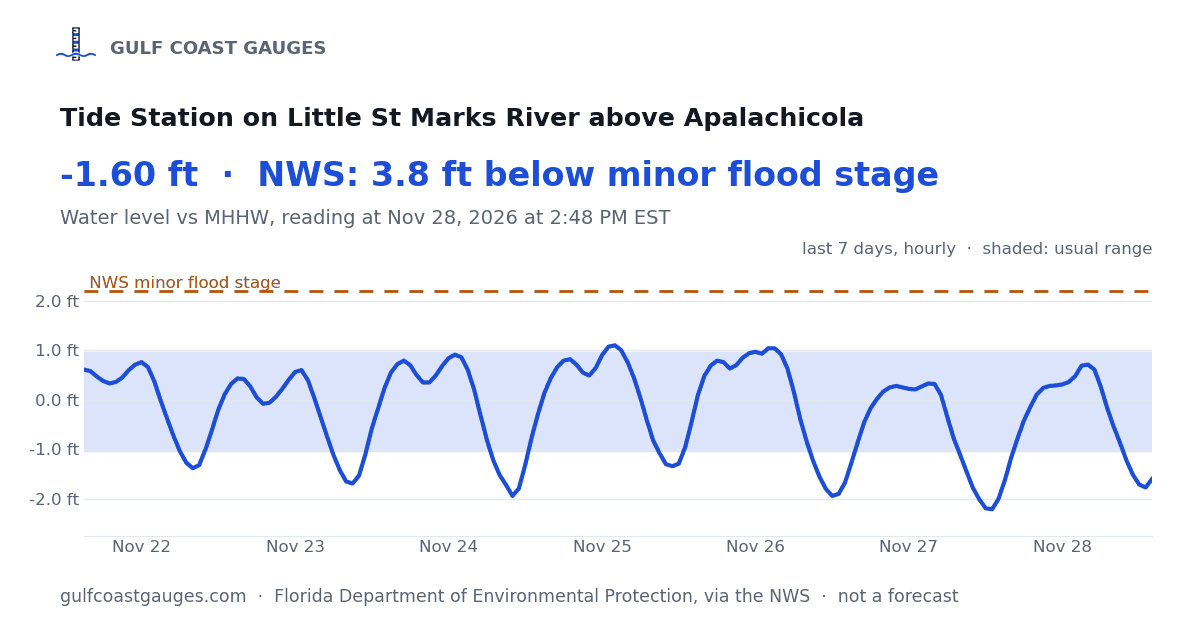 GULF COAST GAUGES
Tide Station on Little St Marks River above Apalachicola
-1.60 ft · NWS: 3.8 ft below minor flood stage
Water level vs MHHW, reading at Nov 28, 2026 at 2:48 PM EST
last 7 days, hourly · shaded: usual range
NWS minor flood stage
2.0 ft
1.0 ft
0.0 ft
-1.0 ft
-2.0 ft
Nov 22 Nov 23 Nov 24 Nov 25 Nov 26 Nov 27 Nov 28
gulfcoastgauges.com · Florida Department of Environmental Protection, via the NWS · not a forecast